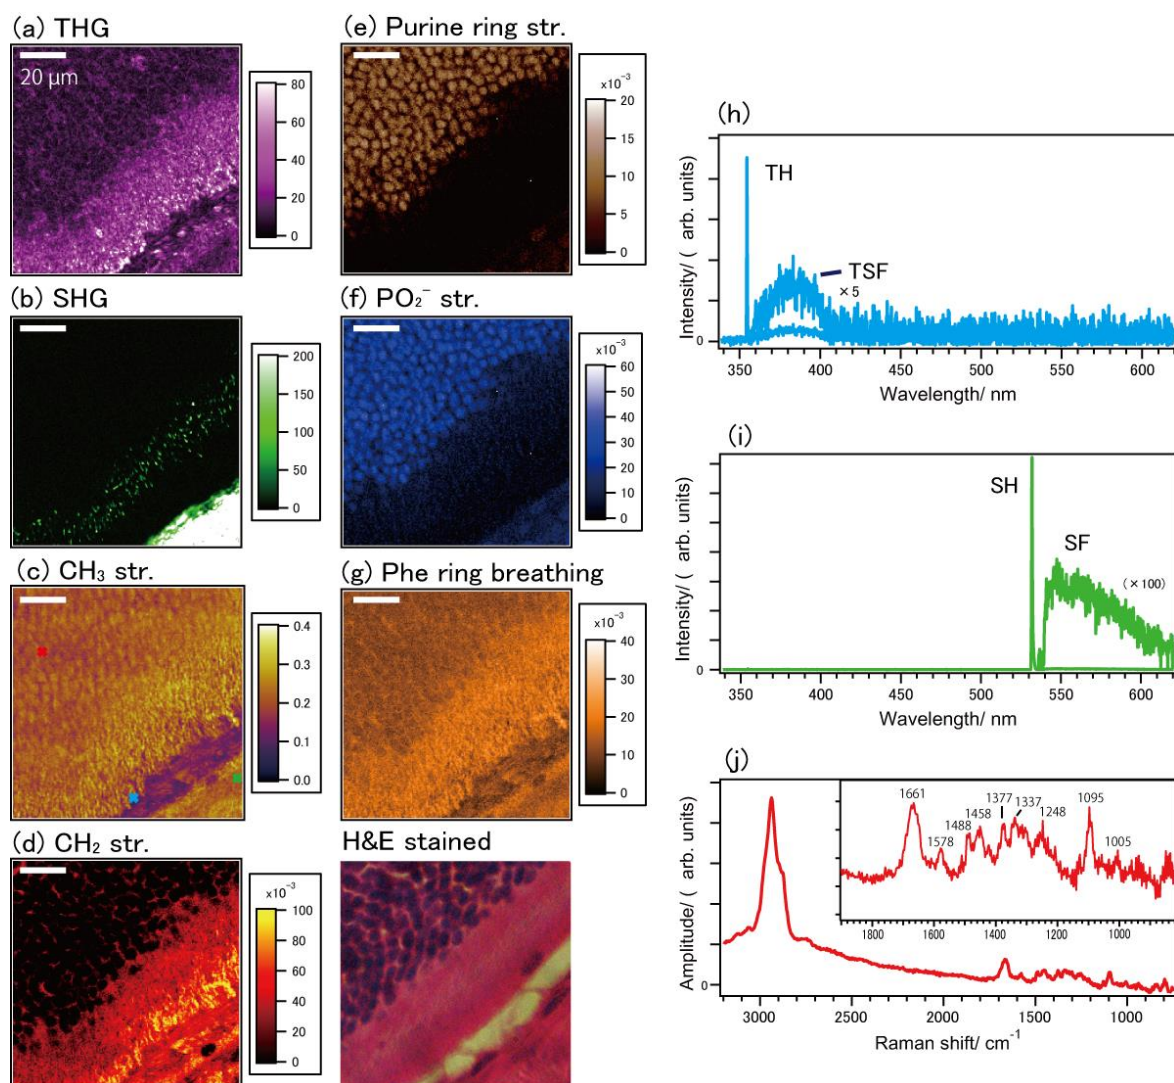 (a) THG
20 μm
80
60
40
20
0
(b) SHG
200
150
100
50
0
(c) CH₃ str.
0.4
0.3
0.2
0.1
0.0
(d) CH₂ str.
×10⁻³
100
80
60
40
20
0
(e) Purine ring str.
×10⁻³
20
15
10
5
0
(f) PO₂⁻ str.
×10⁻³
60
50
40
30
20
10
0
(g) Phe ring breathing
×10⁻³
40
30
20
10
0
H&E stained
(h)
Intensity/ ( arb. units)
TH
TSF
×5
0
350 400 450 500 550 600
Wavelength/ nm
(i)
Intensity/ ( arb. units)
SH
SF
(×100)
0
350 400 450 500 550 600
Wavelength/ nm
(j)
Amplitude/ ( arb. units)
1661
1578
1488
1458
1377
1337
1248
1095
1005
1800 1600 1400 1200 1000
0
3000 2500 2000 1500 1000
Raman shift/ cm⁻¹